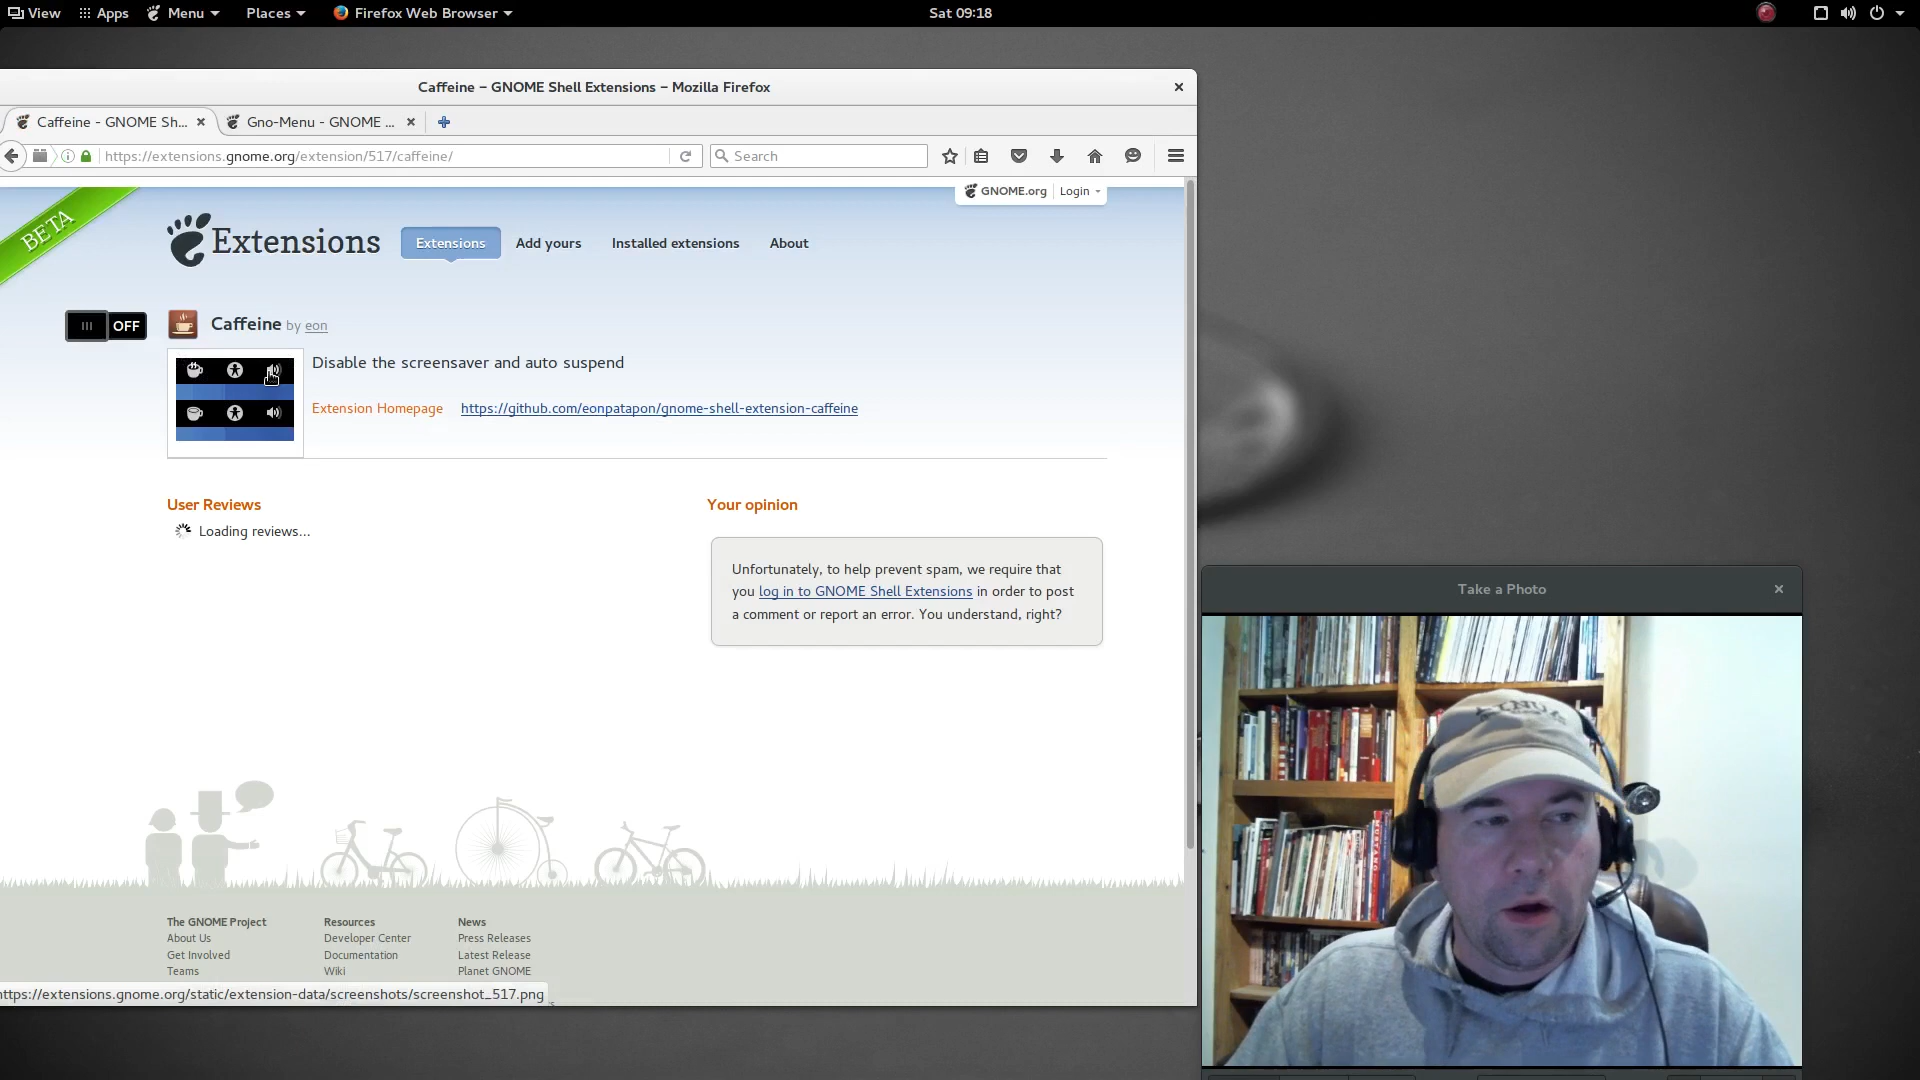 View Apps Menu Places Firefox Web Browser Sat 09:18
Caffeine – GNOME Shell Extensions – Mozilla Firefox
Caffeine - GNOME Sh... Gno-Menu - GNOME ...
https://extensions.gnome.org/extension/517/caffeine/ Search
GNOME.org Login
BETA
Extensions Extensions Add yours Installed extensions About
OFF Caffeine by eon
Disable the screensaver and auto suspend
Extension Homepage https://github.com/eonpatapon/gnome-shell-extension-caffeine
User Reviews
Loading reviews...
Your opinion
Unfortunately, to help prevent spam, we require that
you log in to GNOME Shell Extensions in order to post
a comment or report an error. You understand, right?
Take a Photo
LINUX
MUSTANG
The GNOME Project
About Us
Get Involved
Teams
Resources
Developer Center
Documentation
Wiki
News
Press Releases
Latest Release
Planet GNOME
https://extensions.gnome.org/static/extension-data/screenshots/screenshot_517.png